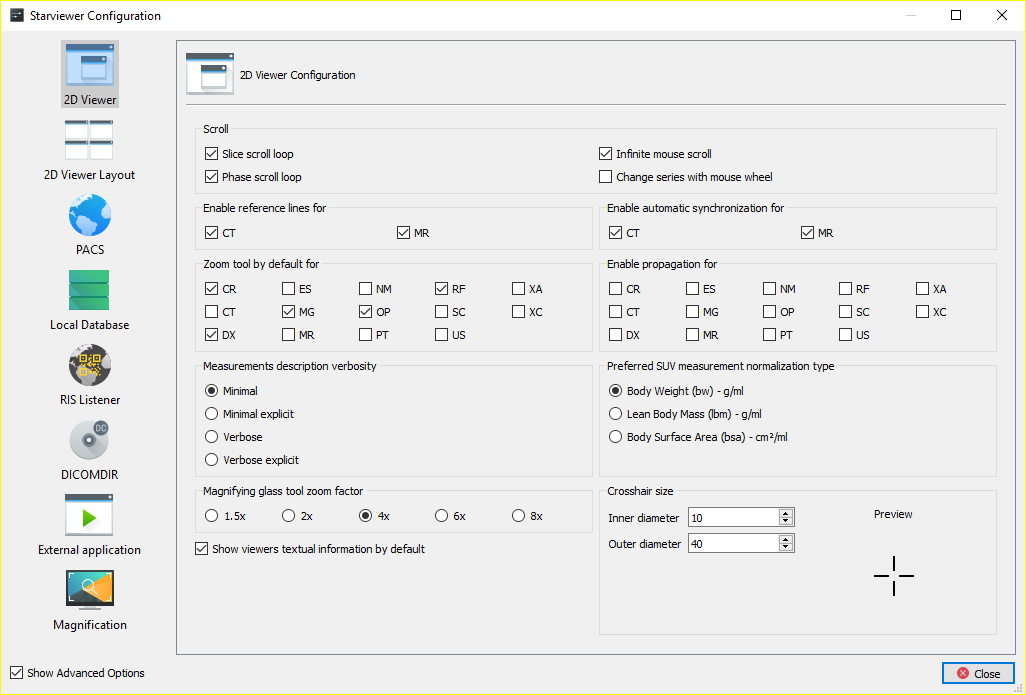 Starviewer Configuration
2D Viewer
2D Viewer Layout
PACS
Local Database
RIS Listener
DC
DICOMDIR
External application
Magnification
2D Viewer Configuration
Scroll
Slice scroll loop
Infinite mouse scroll
Phase scroll loop
Change series with mouse wheel
Enable reference lines for
CT MR
Enable automatic synchronization for
CT MR
Zoom tool by default for
CR ES NM RF XA
CT MG OP SC XC
DX MR PT US
Enable propagation for
CR ES NM RF XA
CT MG OP SC XC
DX MR PT US
Measurements description verbosity
Minimal
Minimal explicit
Verbose
Verbose explicit
Preferred SUV measurement normalization type
Body Weight (bw) - g/ml
Lean Body Mass (lbm) - g/ml
Body Surface Area (bsa) - cm²/ml
Magnifying glass tool zoom factor
1.5x 2x 4x 6x 8x
Show viewers textual information by default
Crosshair size
Inner diameter 10
Outer diameter 40
Preview
Show Advanced Options
Close